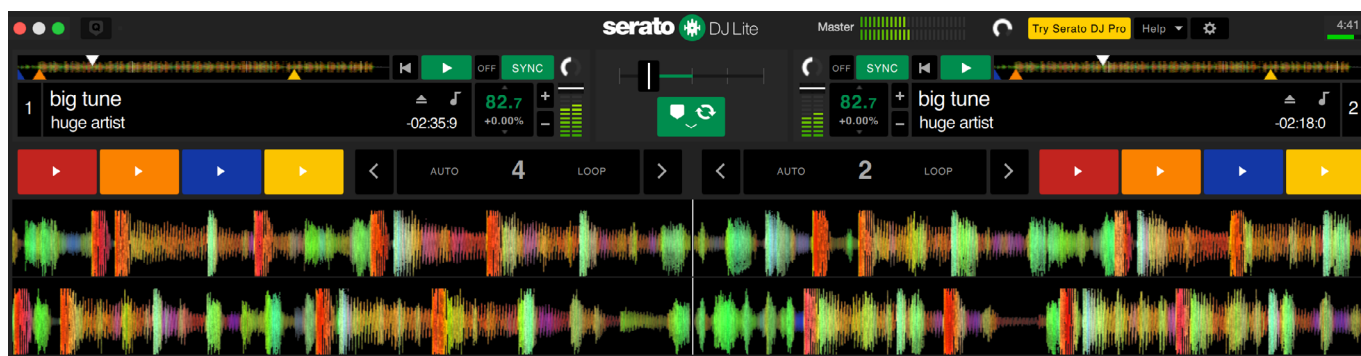 serato DJ Lite
Master
Try Serato DJ Pro
Help
4:41
OFF SYNC
OFF SYNC
1
big tune
huge artist
-02:35:9
82.7
+0.00%
+
−
82.7
+0.00%
+
−
big tune
huge artist
-02:18:0
2
AUTO 4 LOOP
AUTO 2 LOOP